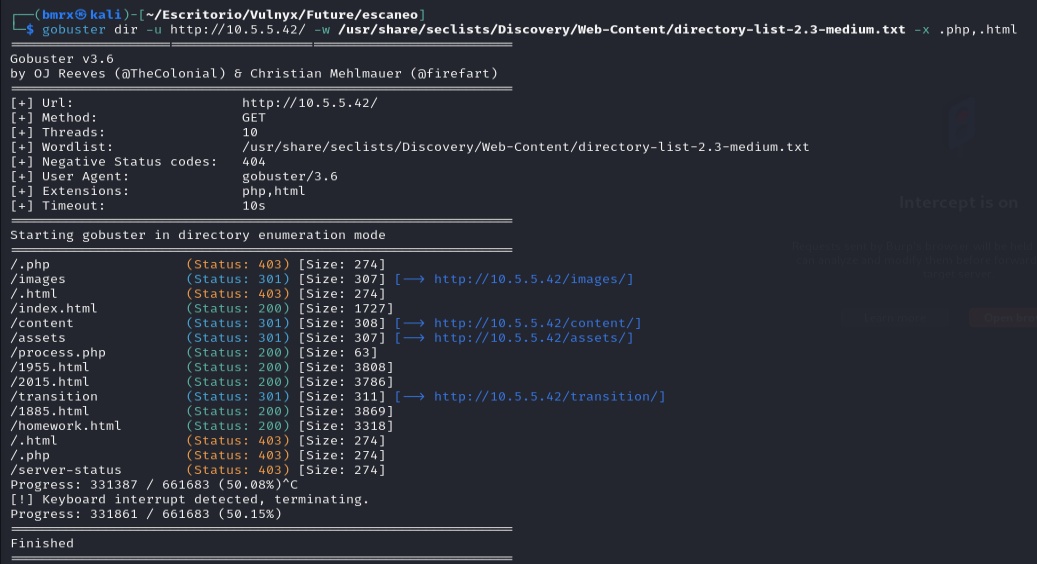 ┌──(bmrx㉿kali)-[~/Escritorio/Vulnyx/Future/escaneo]
└─$ gobuster dir -u http://10.5.5.42/ -w /usr/share/seclists/Discovery/Web-Content/directory-list-2.3-medium.txt -x .php,.html
===============================================================
Gobuster v3.6
by OJ Reeves (@TheColonial) & Christian Mehlmauer (@firefart)
===============================================================
[+] Url:                     http://10.5.5.42/
[+] Method:                  GET
[+] Threads:                 10
[+] Wordlist:                /usr/share/seclists/Discovery/Web-Content/directory-list-2.3-medium.txt
[+] Negative Status codes:   404
[+] User Agent:              gobuster/3.6
[+] Extensions:              php,html
[+] Timeout:                 10s
===============================================================
Starting gobuster in directory enumeration mode
===============================================================
/.php                 (Status: 403) [Size: 274]
/images               (Status: 301) [Size: 307] [--> http://10.5.5.42/images/]
/.html                (Status: 403) [Size: 274]
/index.html           (Status: 200) [Size: 1727]
/content              (Status: 301) [Size: 308] [--> http://10.5.5.42/content/]
/assets               (Status: 301) [Size: 307] [--> http://10.5.5.42/assets/]
/process.php          (Status: 200) [Size: 63]
/1955.html            (Status: 200) [Size: 3808]
/2015.html            (Status: 200) [Size: 3786]
/transition           (Status: 301) [Size: 311] [--> http://10.5.5.42/transition/]
/1885.html            (Status: 200) [Size: 3869]
/homework.html        (Status: 200) [Size: 3318]
/.html                (Status: 403) [Size: 274]
/.php                 (Status: 403) [Size: 274]
/server-status        (Status: 403) [Size: 274]
Progress: 331387 / 661683 (50.08%)^C
[!] Keyboard interrupt detected, terminating.
Progress: 331861 / 661683 (50.15%)
===============================================================
Finished
===============================================================
Intercept is on